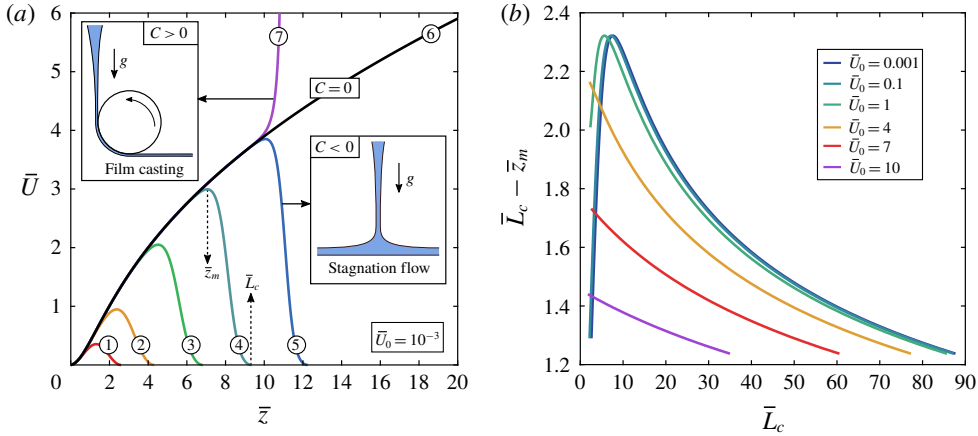 (a)
6
5
4
3
2
1
0
Ū
0 2 4 6 8 10 12 14 16 18 20
z̄
C > 0
g
Film casting
7
6
C = 0
C < 0
g
Stagnation flow
z̄m
L̄c
1 2 3 4 5
Ū0 = 10−3
(b)
2.4
2.2
2.0
1.8
1.6
1.4
1.2
L̄c − z̄m
0 10 20 30 40 50 60 70 80 90
L̄c
Ū0 = 0.001
Ū0 = 0.1
Ū0 = 1
Ū0 = 4
Ū0 = 7
Ū0 = 10